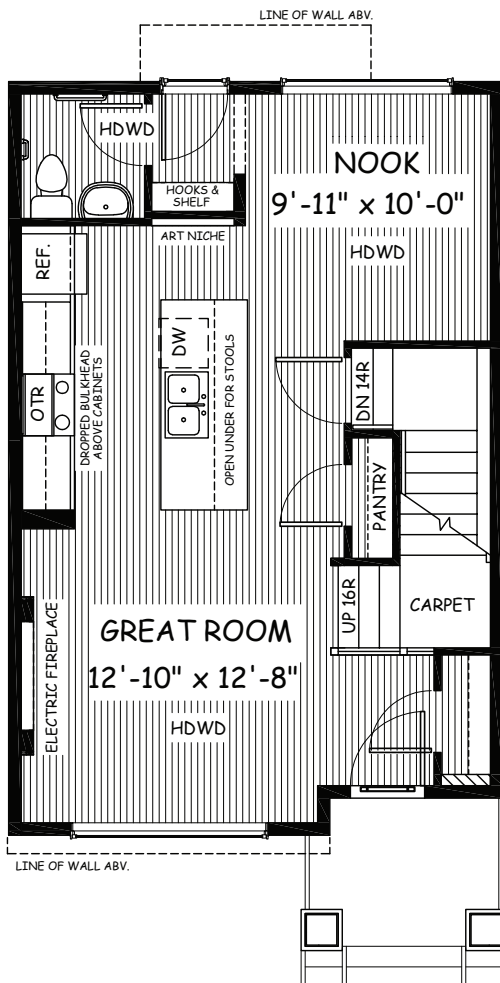 LINE OF WALL ABV.
HDWD
NOOK
9'-11" x 10'-0"
HDWD
HOOKS &
SHELF
ART NICHE
REF.
DW
OPEN UNDER FOR STOOLS
DROPPED BULKHEAD
ABOVE CABINETS
OTR
DN 14R
PANTRY
UP 16R
CARPET
GREAT ROOM
12'-10" x 12'-8"
HDWD
ELECTRIC FIREPLACE
LINE OF WALL ABV.